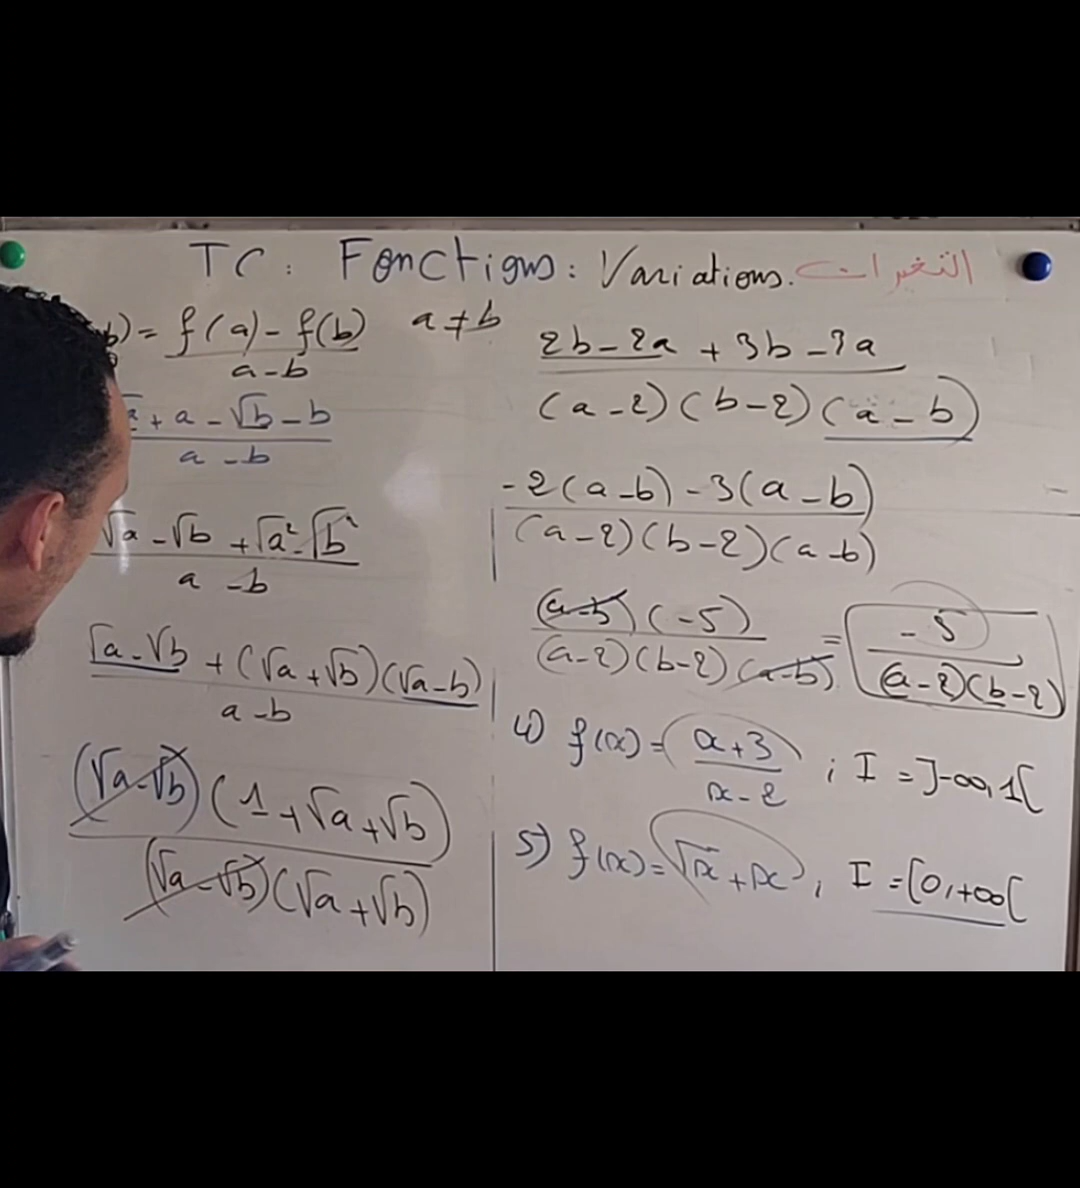 TC: Fonctions: Variations. التغيرات
b) = f(a) - f(b) / a - b a ≠ b
+ a - √b - b / a - b
√a - √b + √a² - √b² / a - b
√a - √b + (√a + √b)(√a - b) / a - b
(√a - √b)(1 + √a + √b) / (√a - √b)(√a + √b)
2b - 2a + 3b - 3a / (a - 2)(b - 2)(a - b)
-2(a - b) - 3(a - b) / (a - 2)(b - 2)(a - b)
(a - b)(-5) / (a - 2)(b - 2)(a - b) = -5 / (a - 2)(b - 2)
4) f(x) = x + 3 / x - 2 ; I = ]-∞, 1[
5) f(x) = √x + x, I = [0, +∞[